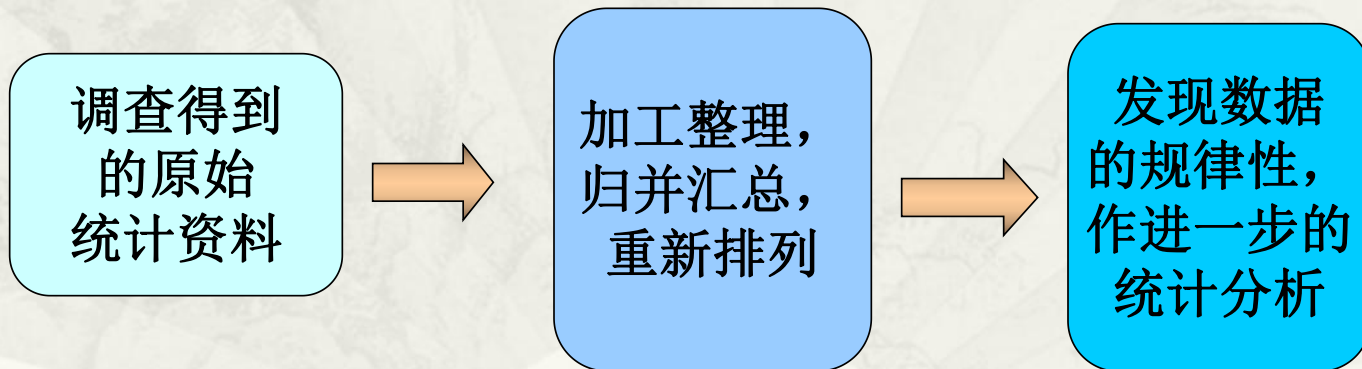 调查得到
的原始
统计资料
加工整理，
归并汇总，
重新排列
发现数据
的规律性，
作进一步的
统计分析